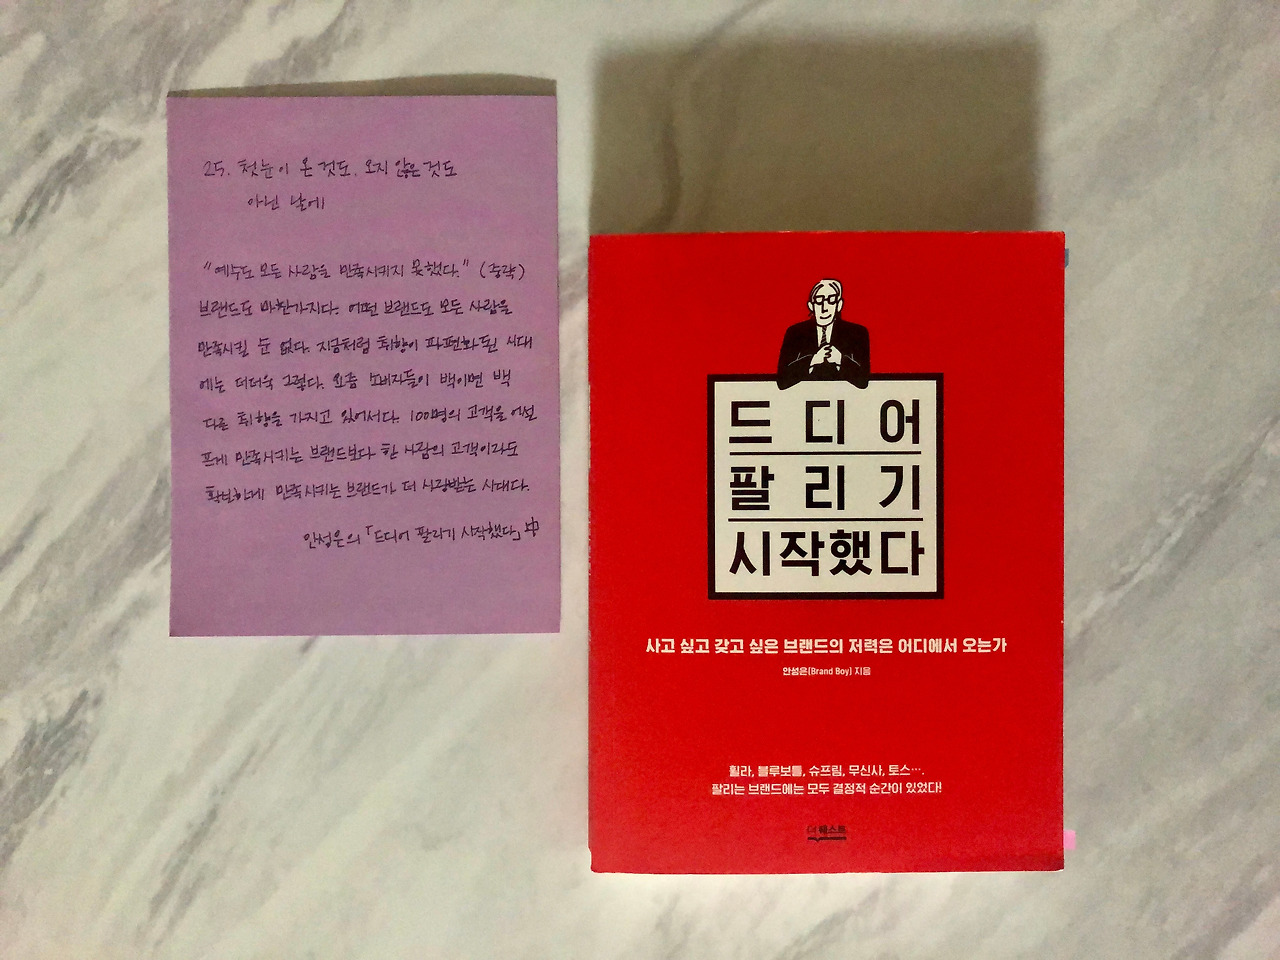 25. 첫눈이 온 것도, 오지 않은 것도
아닌 날에
"예수도 모든 사람을 만족시키지 못했다." (중략)
브랜드도 마찬가지다. 어떤 브랜드도 모든 사람을
만족시킬 순 없다. 지금처럼 취향이 파편화된 시대
에는 더더욱 그렇다. 요즘 소비자들이 백이면 백
다른 취향을 가지고 있어서다. 100명의 고객을 어설
프게 만족시키는 브랜드보다 한 사람의 고객이라도
확실하게 만족시키는 브랜드가 더 사랑받는 시대다.
안성은의 「드디어 팔리기 시작했다」 中
드디어
팔리기
시작했다
사고 싶고 갖고 싶은 브랜드의 저력은 어디에서 오는가
안성은(Brand Boy) 지음
휠라, 블루보틀, 슈프림, 무신사, 토스….
팔리는 브랜드에는 모두 결정적 순간이 있었다!
더퀘스트